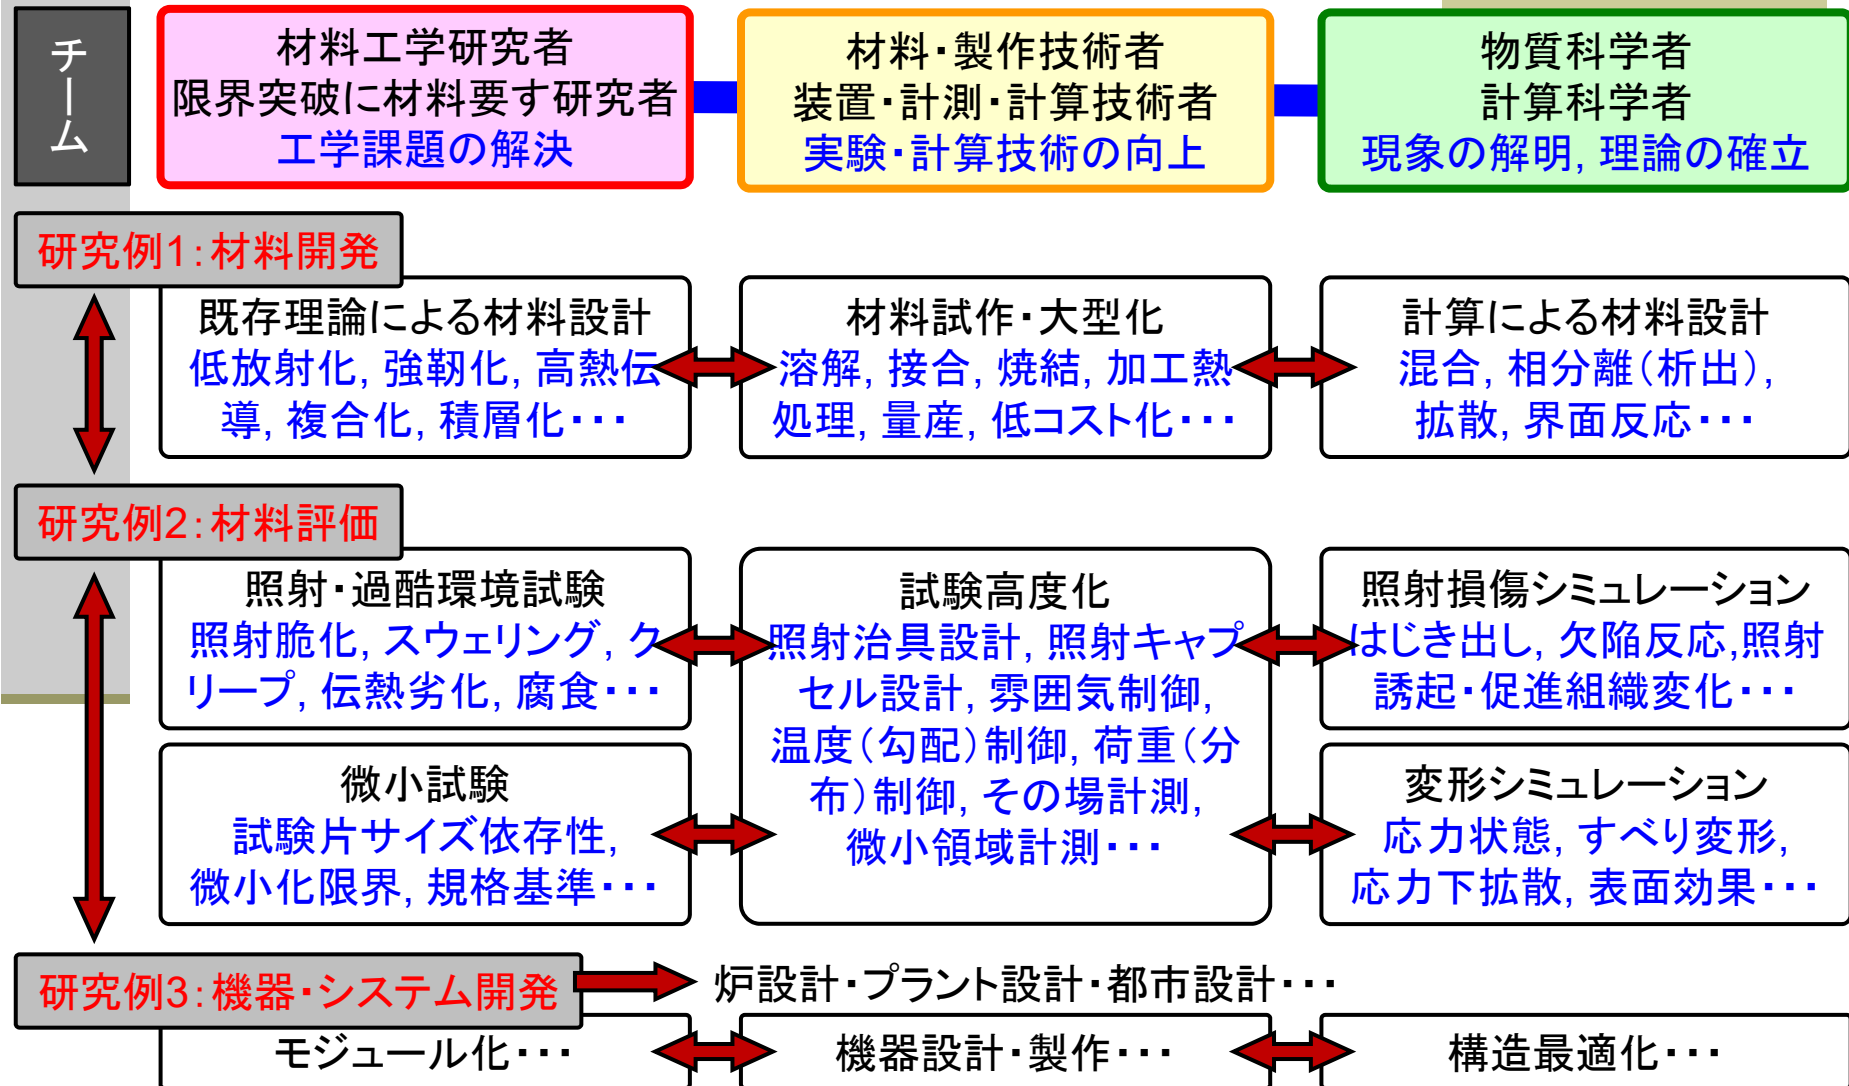 チーム
材料工学研究者
限界突破に材料要す研究者
工学課題の解決
材料・製作技術者
装置・計測・計算技術者
実験・計算技術の向上
物質科学者
計算科学者
現象の解明, 理論の確立
研究例1：材料開発
既存理論による材料設計
低放射化, 強靭化, 高熱伝
導, 複合化, 積層化・・・
材料試作・大型化
溶解, 接合, 焼結, 加工熱
処理, 量産, 低コスト化・・・
計算による材料設計
混合, 相分離（析出）,
拡散, 界面反応・・・
研究例2：材料評価
照射・過酷環境試験
照射脆化, スウェリング, ク
リープ, 伝熱劣化, 腐食・・・
微小試験
試験片サイズ依存性,
微小化限界, 規格基準・・・
試験高度化
照射治具設計, 照射キャプ
セル設計, 雰囲気制御,
温度（勾配）制御, 荷重（分
布）制御, その場計測,
微小領域計測・・・
照射損傷シミュレーション
はじき出し, 欠陥反応,照射
誘起・促進組織変化・・・
変形シミュレーション
応力状態, すべり変形,
応力下拡散, 表面効果・・・
研究例3：機器・システム開発
炉設計・プラント設計・都市設計・・・
モジュール化・・・
機器設計・製作・・・
構造最適化・・・